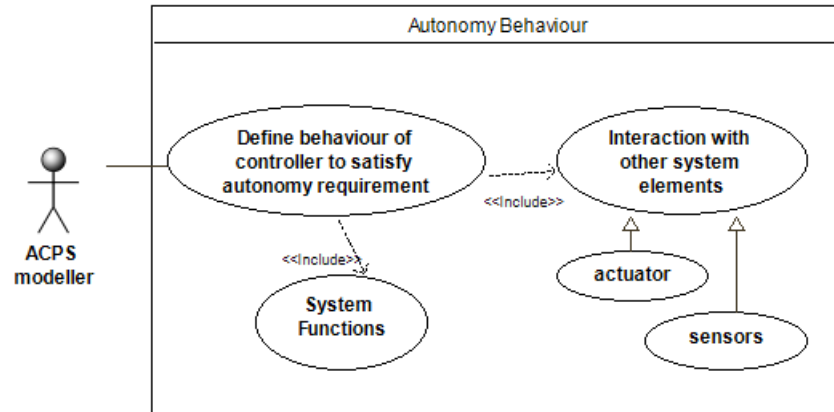 Autonomy Behaviour
Define behaviour of
controller to satisfy
autonomy requirement
Interaction with
other system
elements
<<Include>>
<<Include>>
ACPS
modeller
actuator
System
Functions
sensors